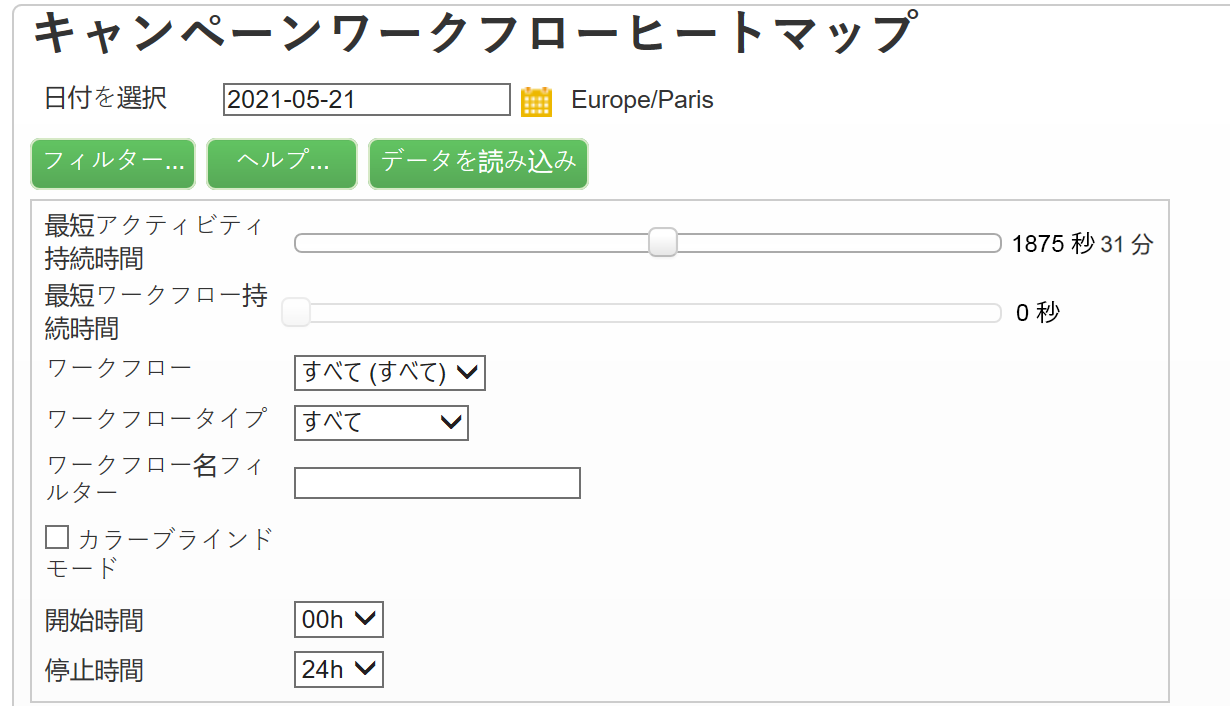 キャンペーンワークフローヒートマップ
日付を選択 2021-05-21 Europe/Paris
フィルター... ヘルプ... データを読み込み
最短アクティビティ
持続時間 1875 秒 31 分
最短ワークフロー持
続時間 0 秒
ワークフロー すべて (すべて)
ワークフロータイプ すべて
ワークフロー名フィ
ルター
カラーブラインド
モード
開始時間 00h
停止時間 24h